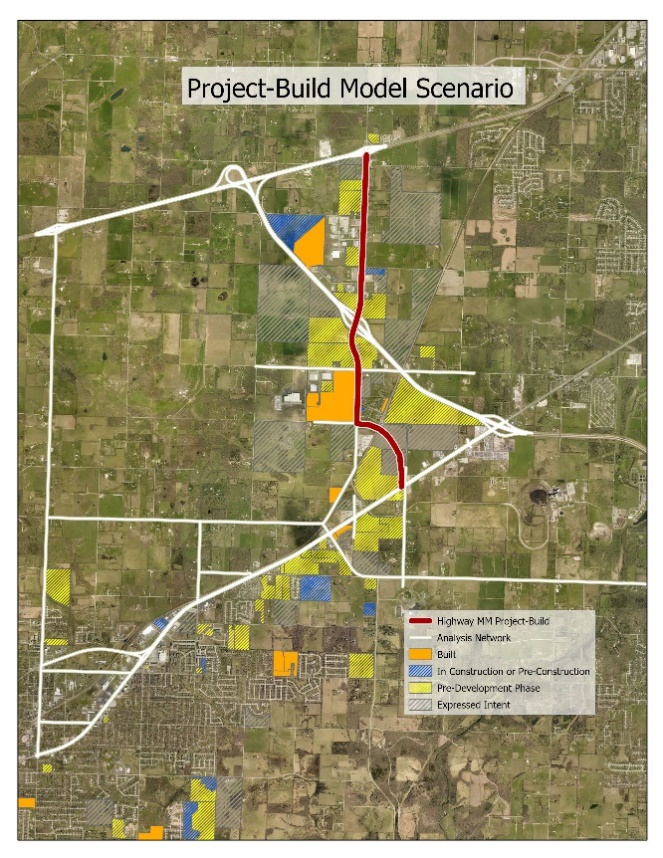 Project-Build Model Scenario
Highway MM Project-Build
Analysis Network
Built
In Construction or Pre-Construction
Pre-Development Phase
Expressed Intent